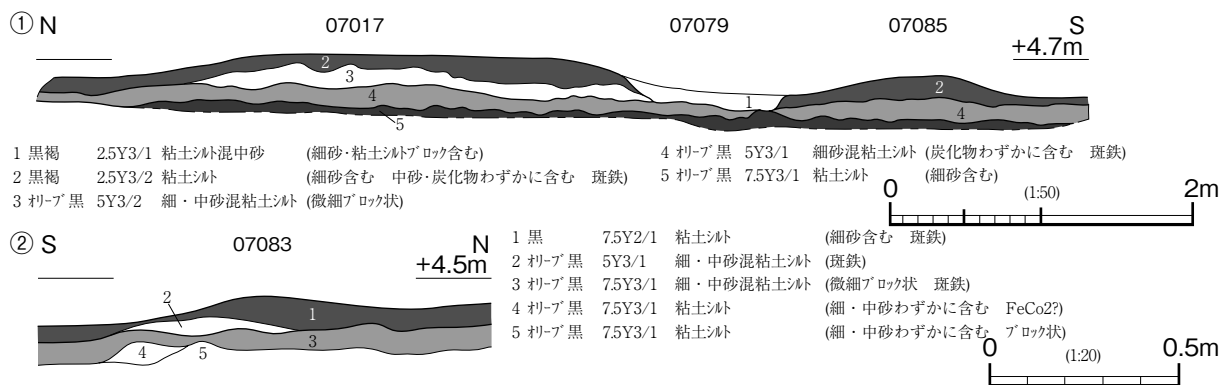 ① N 07017 07079 07085 S
+4.7m
2
2
3
4
1
4
5
1 黒褐 2.5Y3/1 粘土ｼﾙﾄ混中砂 (細砂・粘土ｼﾙﾄﾌﾞﾛｯｸ含む)
2 黒褐 2.5Y3/2 粘土ｼﾙﾄ (細砂含む 中砂・炭化物わずかに含む 斑鉄)
3 ｵﾘｰﾌﾞ黒 5Y3/2 細・中砂混粘土ｼﾙﾄ (微細ブロック状)
4 ｵﾘｰﾌﾞ黒 5Y3/1 細砂混粘土ｼﾙﾄ (炭化物わずかに含む 斑鉄)
5 ｵﾘｰﾌﾞ黒 7.5Y3/1 粘土ｼﾙﾄ (細砂含む)
0 (1:50) 2m
② S 07083 N
+4.5m
2
1
3
4
5
1 黒 7.5Y2/1 粘土ｼﾙﾄ (細砂含む 斑鉄)
2 ｵﾘｰﾌﾞ黒 5Y3/1 細・中砂混粘土ｼﾙﾄ (斑鉄)
3 ｵﾘｰﾌﾞ黒 7.5Y3/1 細・中砂混粘土ｼﾙﾄ (微細ブロック状 斑鉄)
4 ｵﾘｰﾌﾞ黒 7.5Y3/1 粘土ｼﾙﾄ (細・中砂わずかに含む FeCo2?)
5 ｵﾘｰﾌﾞ黒 7.5Y3/1 粘土ｼﾙﾄ (細・中砂わずかに含む ブロック状)
0 (1:20) 0.5m